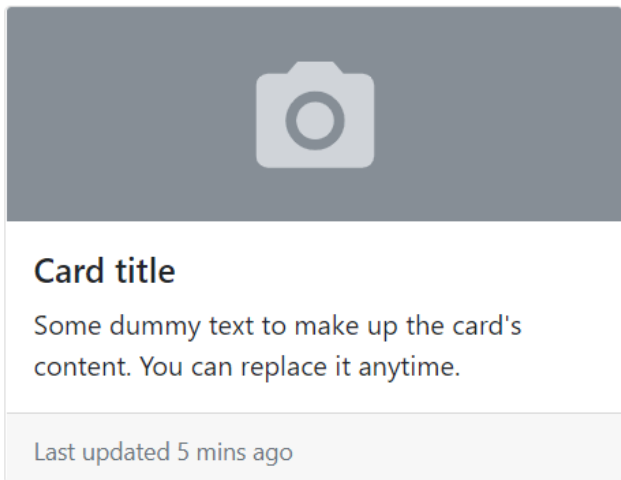 Card title
Some dummy text to make up the card's
content. You can replace it anytime.
Last updated 5 mins ago